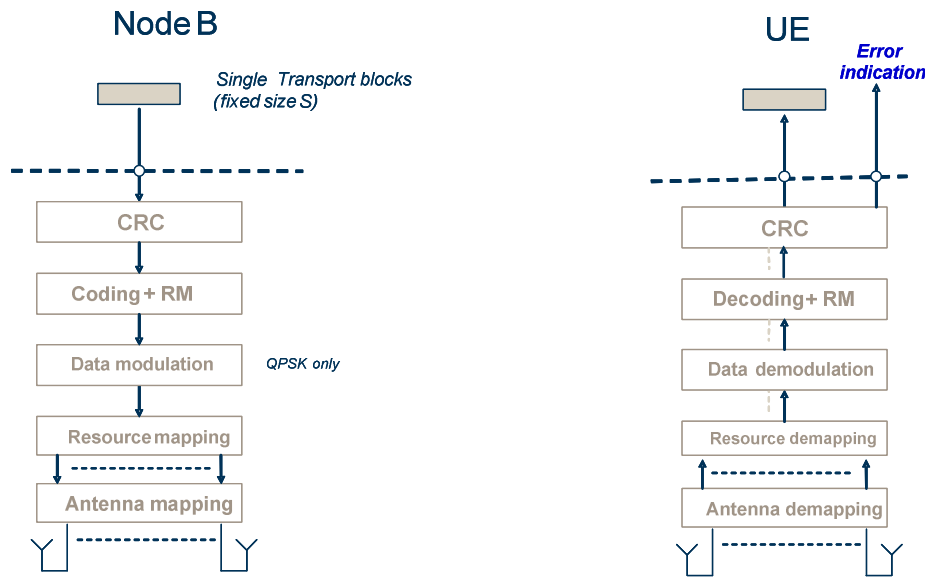 Node B
UE
Error
indication
Single Transport blocks
(fixed size S)
CRC
CRC
Coding + RM
Decoding + RM
Data modulation
QPSK only
Data demodulation
Resource mapping
Resource demapping
Antenna mapping
Antenna demapping